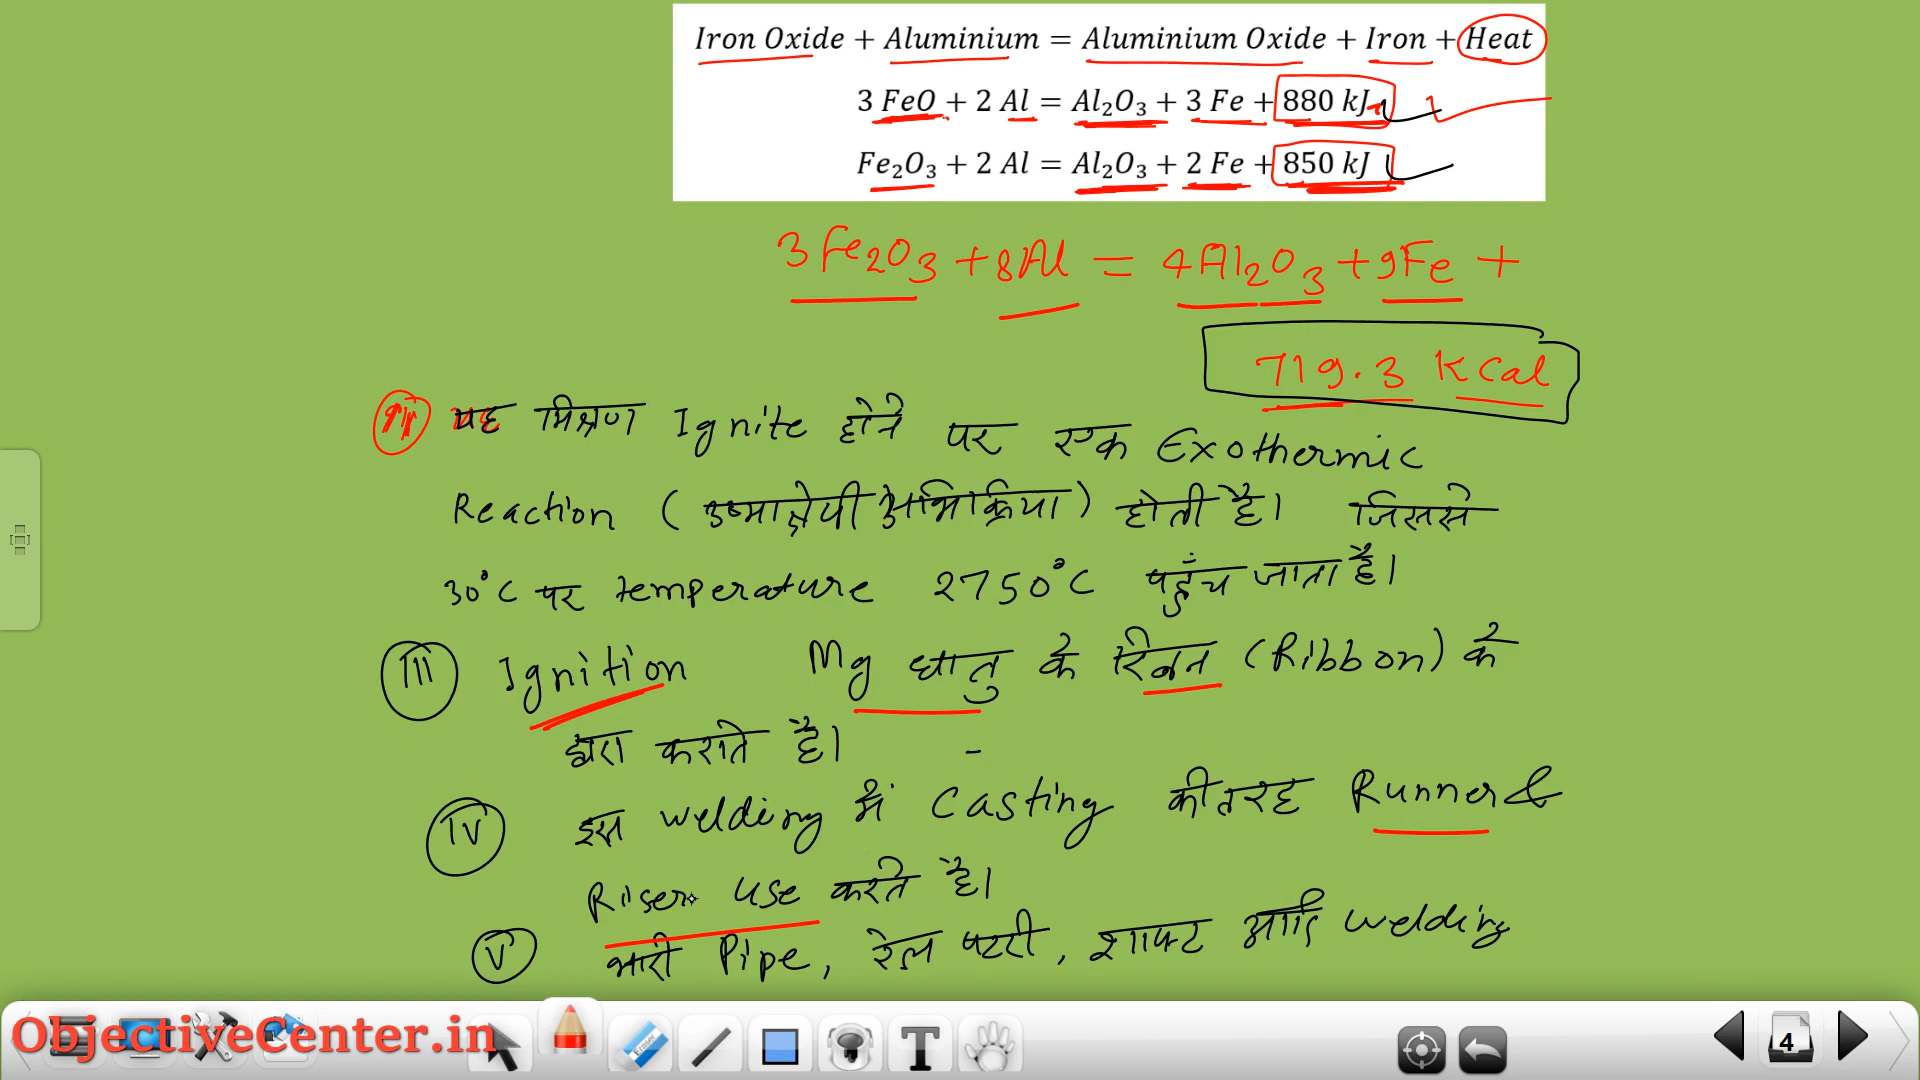 Iron Oxide + Aluminium = Aluminium Oxide + Iron + Heat
3 FeO + 2 Al = Al₂O₃ + 3 Fe + 880 kJ
Fe₂O₃ + 2 Al = Al₂O₃ + 2 Fe + 850 kJ
3Fe₂O₃ + 8Al = 4Al₂O₃ + 9Fe +
719.3 KCal
यह मिश्रण Ignite होने पर एक Exothermic
Reaction (उष्माक्षेपी अभिक्रिया) होती है। जिससे
30°C पर temperature 2750°C पहुँच जाता है।
III Ignition Mg धातु के रिबन (Ribbon) के
द्वारा कराते है।
IV इस welding में Casting की तरह Runner &
Riser use करते है।
V भारी Pipe, रेल पटरी, शाफ्ट आदि welding
ObjectiveCenter.in
Eraser
T
4